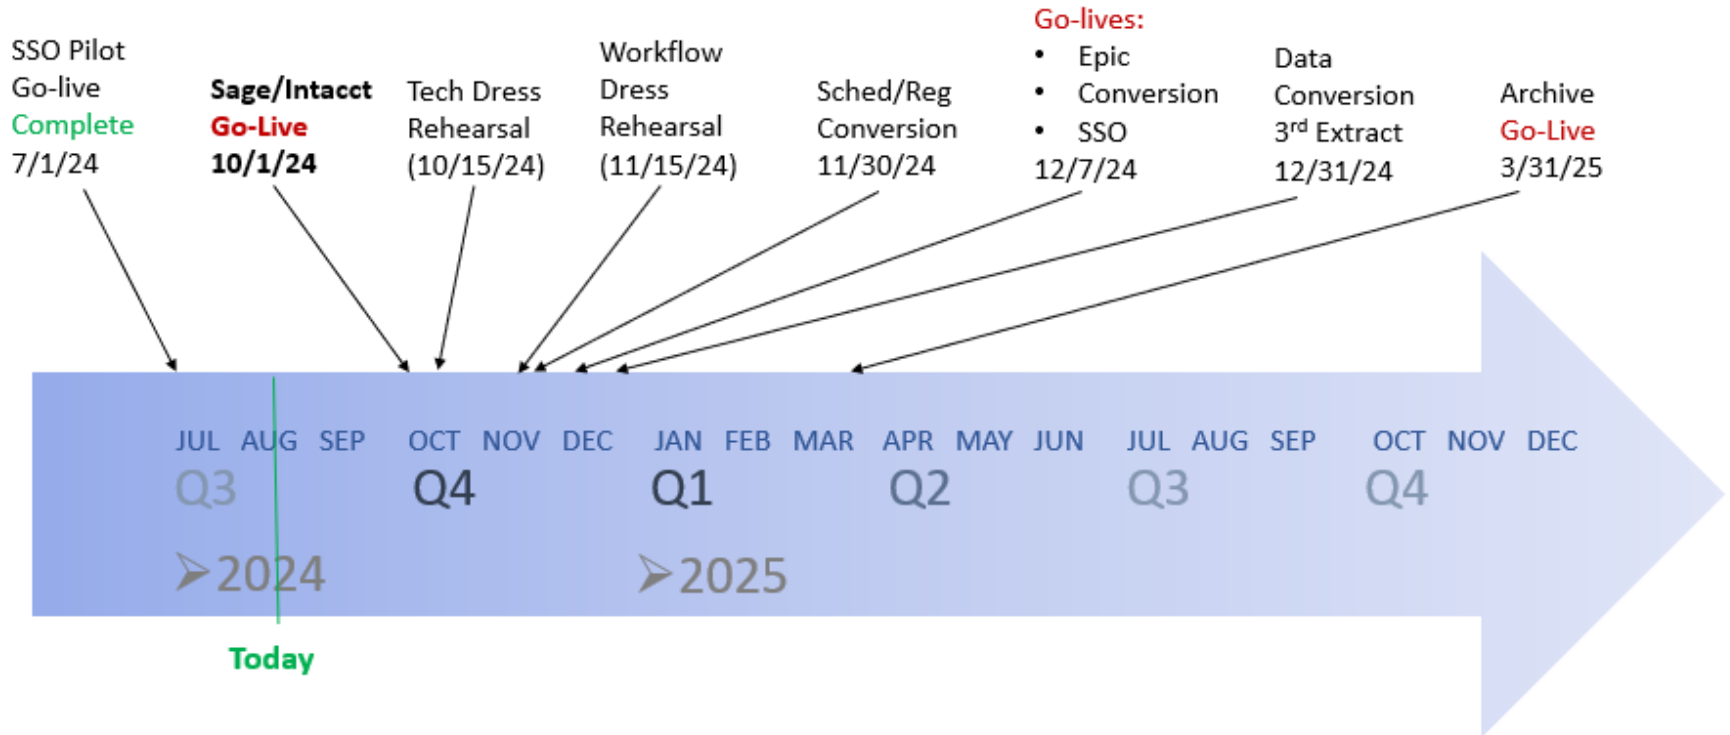 SSO Pilot
Go-live
Complete
7/1/24
Sage/Intacct
Go-Live
10/1/24
Tech Dress
Rehearsal
(10/15/24)
Workflow
Dress
Rehearsal
(11/15/24)
Sched/Reg
Conversion
11/30/24
Go-lives:
• Epic
• Conversion
• SSO
12/7/24
Data
Conversion
3rd Extract
12/31/24
Archive
Go-Live
3/31/25
JUL AUG SEP OCT NOV DEC JAN FEB MAR APR MAY JUN JUL AUG SEP OCT NOV DEC
Q3 Q4 Q1 Q2 Q3 Q4
➢2024 ➢2025
Today